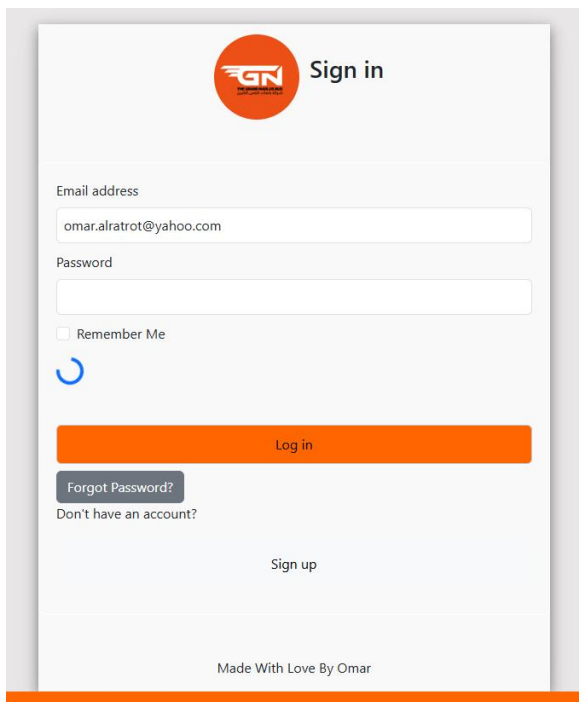 GN
Sign in
Email address
omar.alratrot@yahoo.com
Password
Remember Me
Log in
Forgot Password?
Don't have an account?
Sign up
Made With Love By Omar